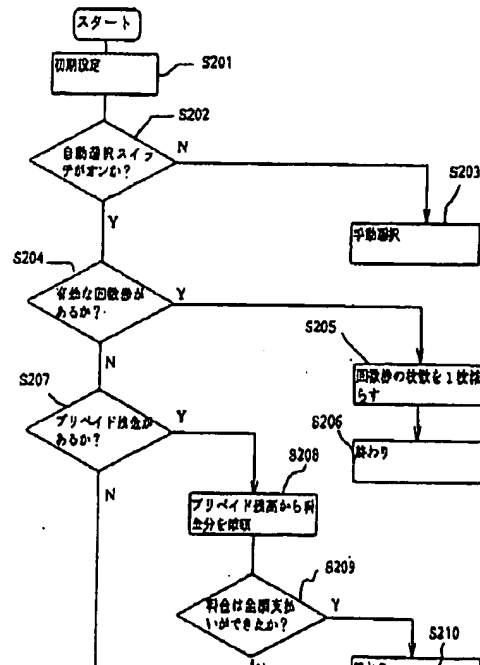 スタート
初期設定
S201
S202
自動選択スイッ
チがオンか?
N
S203
手動選択
Y
S204
有効な回数券が
あるか?
Y
S205
N
回数券の枚数を1枚減
らす
S207
プリペイド残金が
あるか?
Y
S206
終わり
S208
N
プリペイド残高から料
金分を減額
S209
料金は全額支払
いができたか?
Y
S210